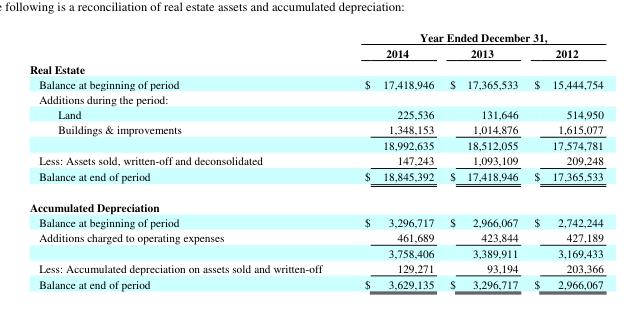 e following is a reconciliation of real estate assets and accumulated depreciation:
Year Ended December 31,
2014 2013 2012
Real Estate
Balance at beginning of period $ 17,418,946 $ 17,365,533 $ 15,444,754
Additions during the period:
Land 225,536 131,646 514,950
Buildings & improvements 1,348,153 1,014,876 1,615,077
18,992,635 18,512,055 17,574,781
Less: Assets sold, written-off and deconsolidated 147,243 1,093,109 209,248
Balance at end of period $ 18,845,392 $ 17,418,946 $ 17,365,533
Accumulated Depreciation
Balance at beginning of period $ 3,296,717 $ 2,966,067 $ 2,742,244
Additions charged to operating expenses 461,689 423,844 427,189
3,758,406 3,389,911 3,169,433
Less: Accumulated depreciation on assets sold and written-off 129,271 93,194 203,366
Balance at end of period $ 3,629,135 $ 3,296,717 $ 2,966,067